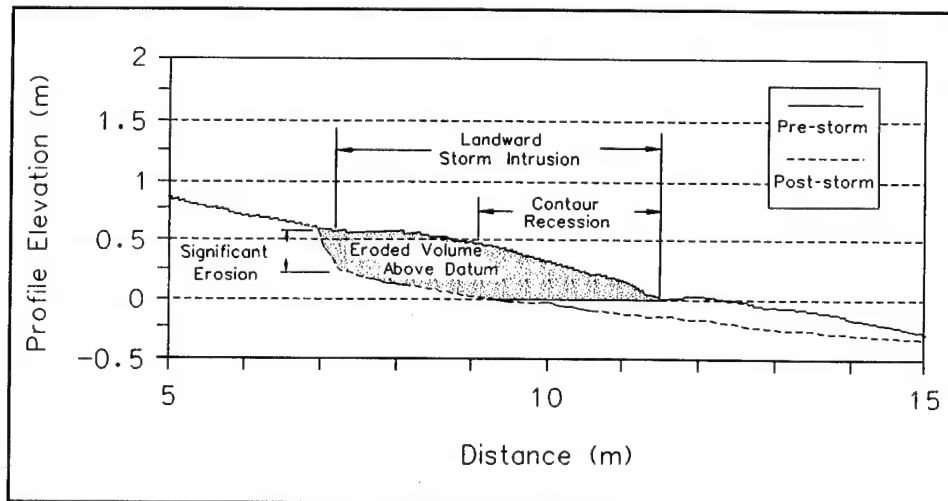 Profile Elevation (m)
2
1.5
1
0.5
0
-0.5
Landward
Storm Intrusion
Contour
Recession
Significant
Erosion
Eroded Volume
Above Datum
Pre-storm
Post-storm
5
10
15
Distance (m)